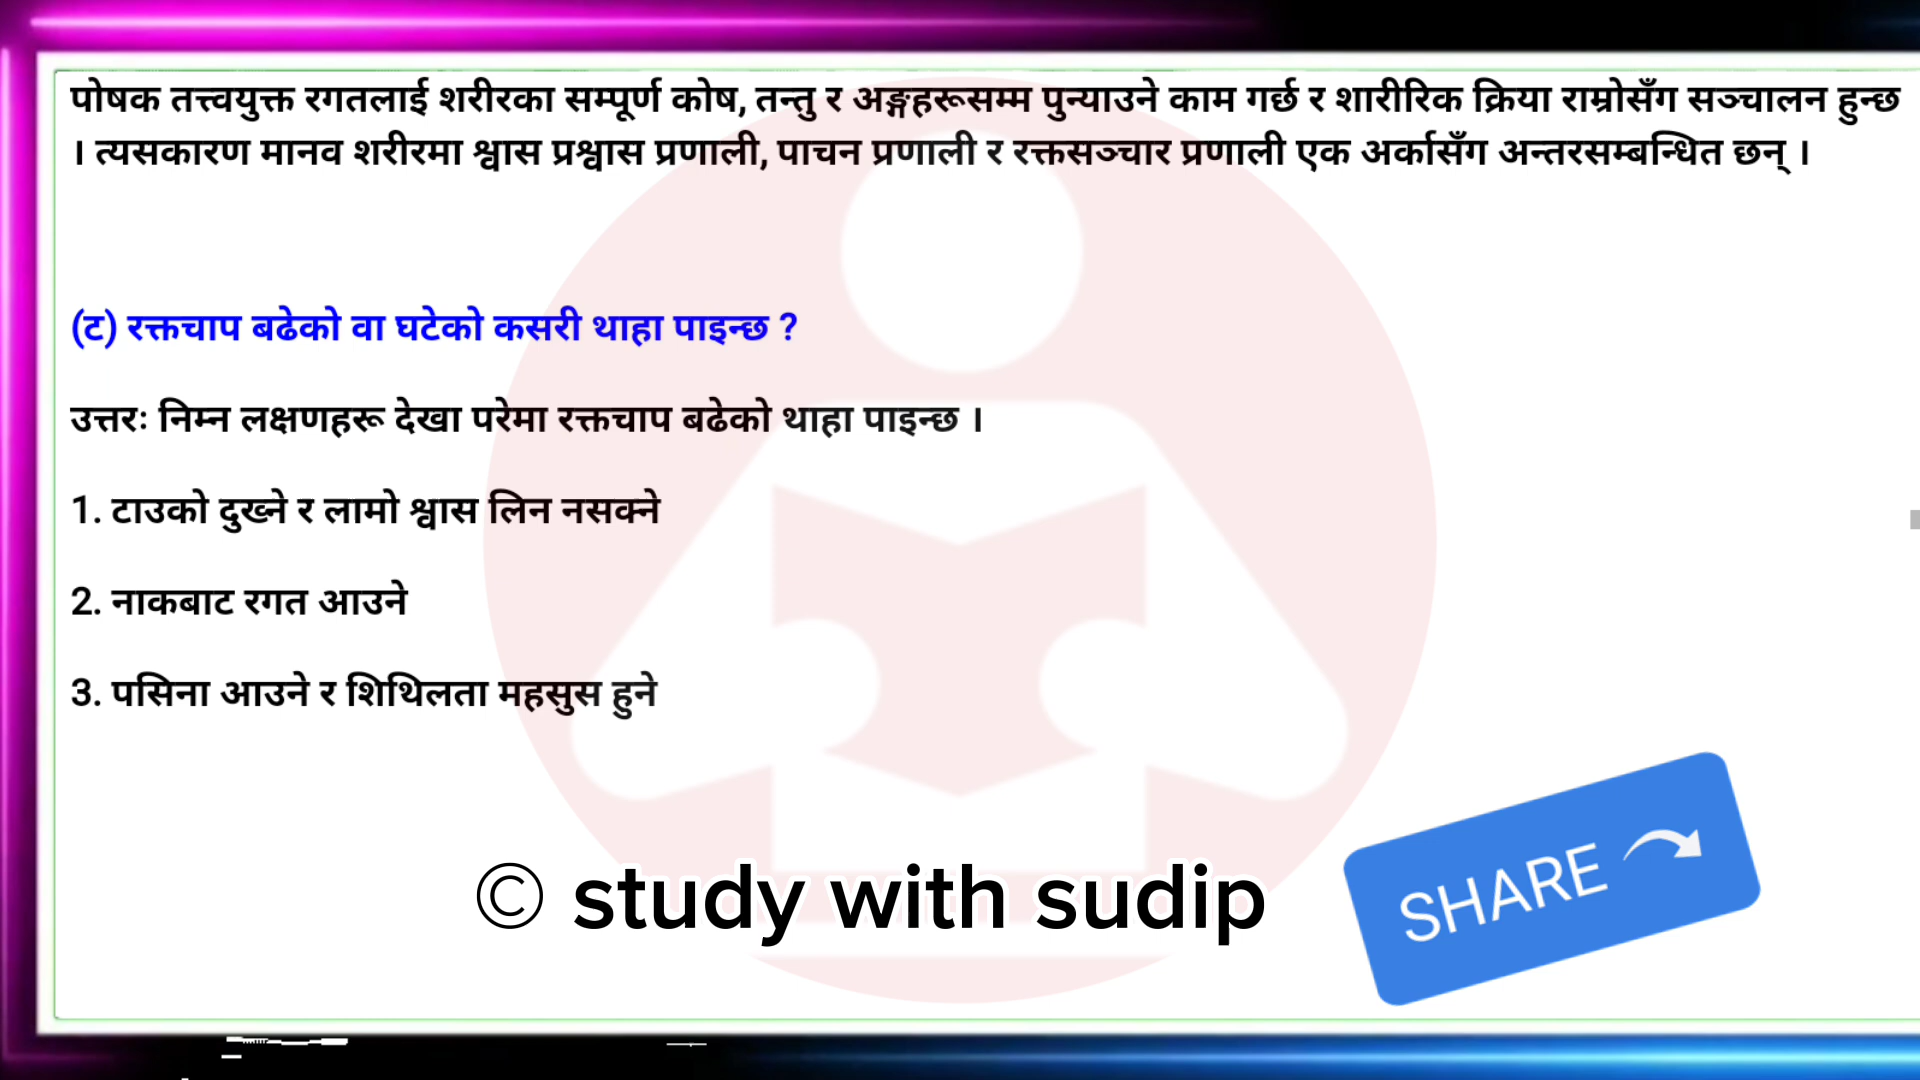 पोषक तत्त्वयुक्त रगतलाई शरीरका सम्पूर्ण कोष, तन्तु र अङ्गहरूसम्म पुन्याउने काम गर्छ र शारीरिक क्रिया राम्रोसँग सञ्चालन हुन्छ
। त्यसकारण मानव शरीरमा श्वास प्रश्वास प्रणाली, पाचन प्रणाली र रक्तसञ्चार प्रणाली एक अर्कासँग अन्तरसम्बन्धित छन् ।
(ट) रक्तचाप बढेको वा घटेको कसरी थाहा पाइन्छ ?
उत्तरः निम्न लक्षणहरू देखा परेमा रक्तचाप बढेको थाहा पाइन्छ ।
1. टाउको दुख्ने र लामो श्वास लिन नसक्ने
2. नाकबाट रगत आउने
3. पसिना आउने र शिथिलता महसुस हुने
© study with sudip
SHARE